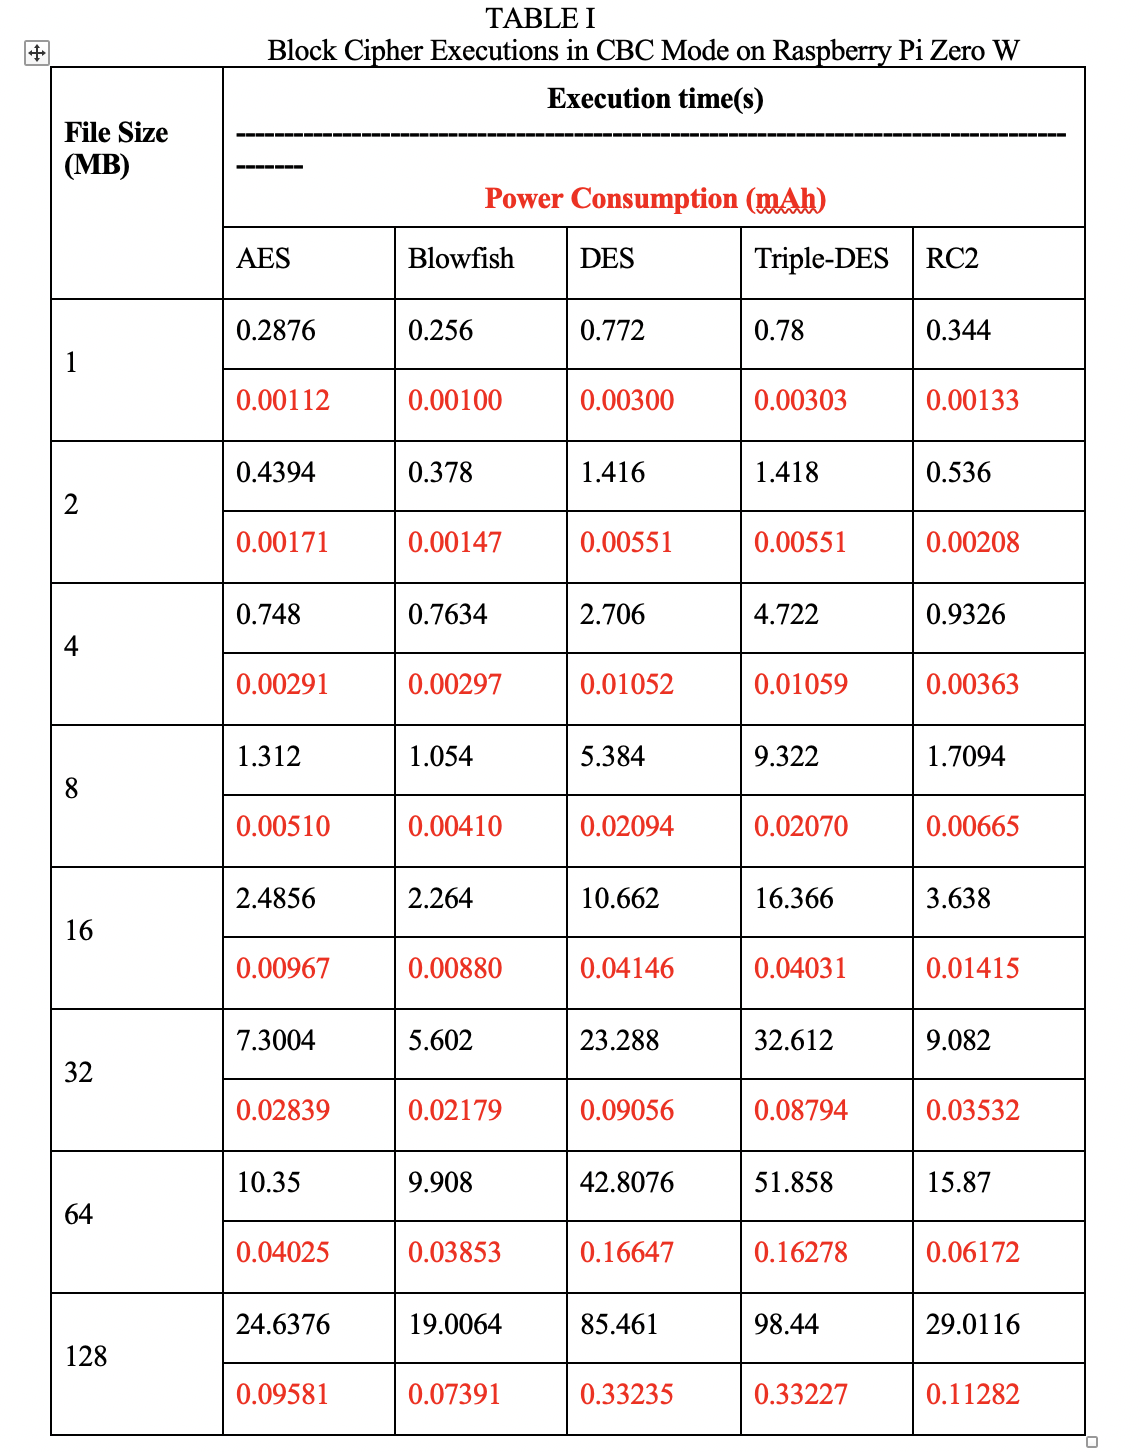 TABLE I
Block Cipher Executions in CBC Mode on Raspberry Pi Zero W
File Size
(MB)
Execution time(s)
---------------------------------------------------------------------
-------
Power Consumption (mAh)
AES Blowfish DES Triple-DES RC2
1
0.2876 0.256 0.772 0.78 0.344
0.00112 0.00100 0.00300 0.00303 0.00133
2
0.4394 0.378 1.416 1.418 0.536
0.00171 0.00147 0.00551 0.00551 0.00208
4
0.748 0.7634 2.706 4.722 0.9326
0.00291 0.00297 0.01052 0.01059 0.00363
8
1.312 1.054 5.384 9.322 1.7094
0.00510 0.00410 0.02094 0.02070 0.00665
16
2.4856 2.264 10.662 16.366 3.638
0.00967 0.00880 0.04146 0.04031 0.01415
32
7.3004 5.602 23.288 32.612 9.082
0.02839 0.02179 0.09056 0.08794 0.03532
64
10.35 9.908 42.8076 51.858 15.87
0.04025 0.03853 0.16647 0.16278 0.06172
128
24.6376 19.0064 85.461 98.44 29.0116
0.09581 0.07391 0.33235 0.33227 0.11282